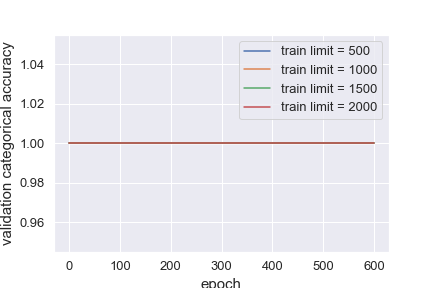 train limit = 500
train limit = 1000
train limit = 1500
train limit = 2000
validation categorical accuracy
1.04
1.02
1.00
0.98
0.96
0 100 200 300 400 500 600
epoch